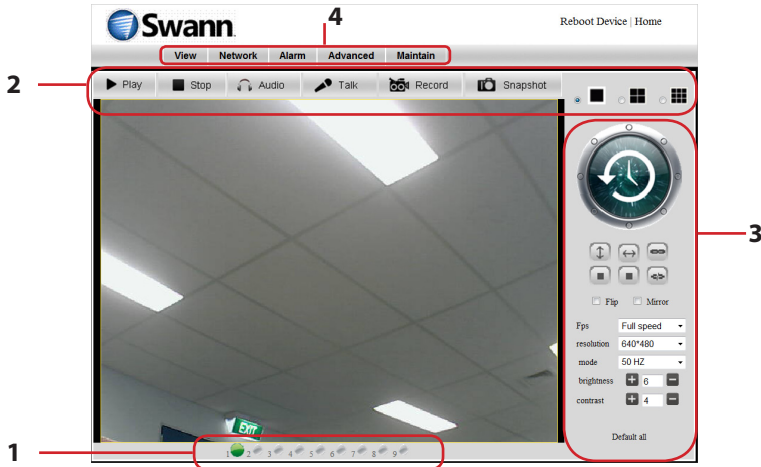 Swann
4
Reboot Device | Home
View Network Alarm Advanced Maintain
2
Play Stop Audio Talk Record Snapshot
3
Flip Mirror
Fps Full speed
resolution 640*480
mode 50 HZ
brightness + 6 −
contrast + 4 −
Default all
EXIT
1
1 2 3 4 5 6 7 8 9